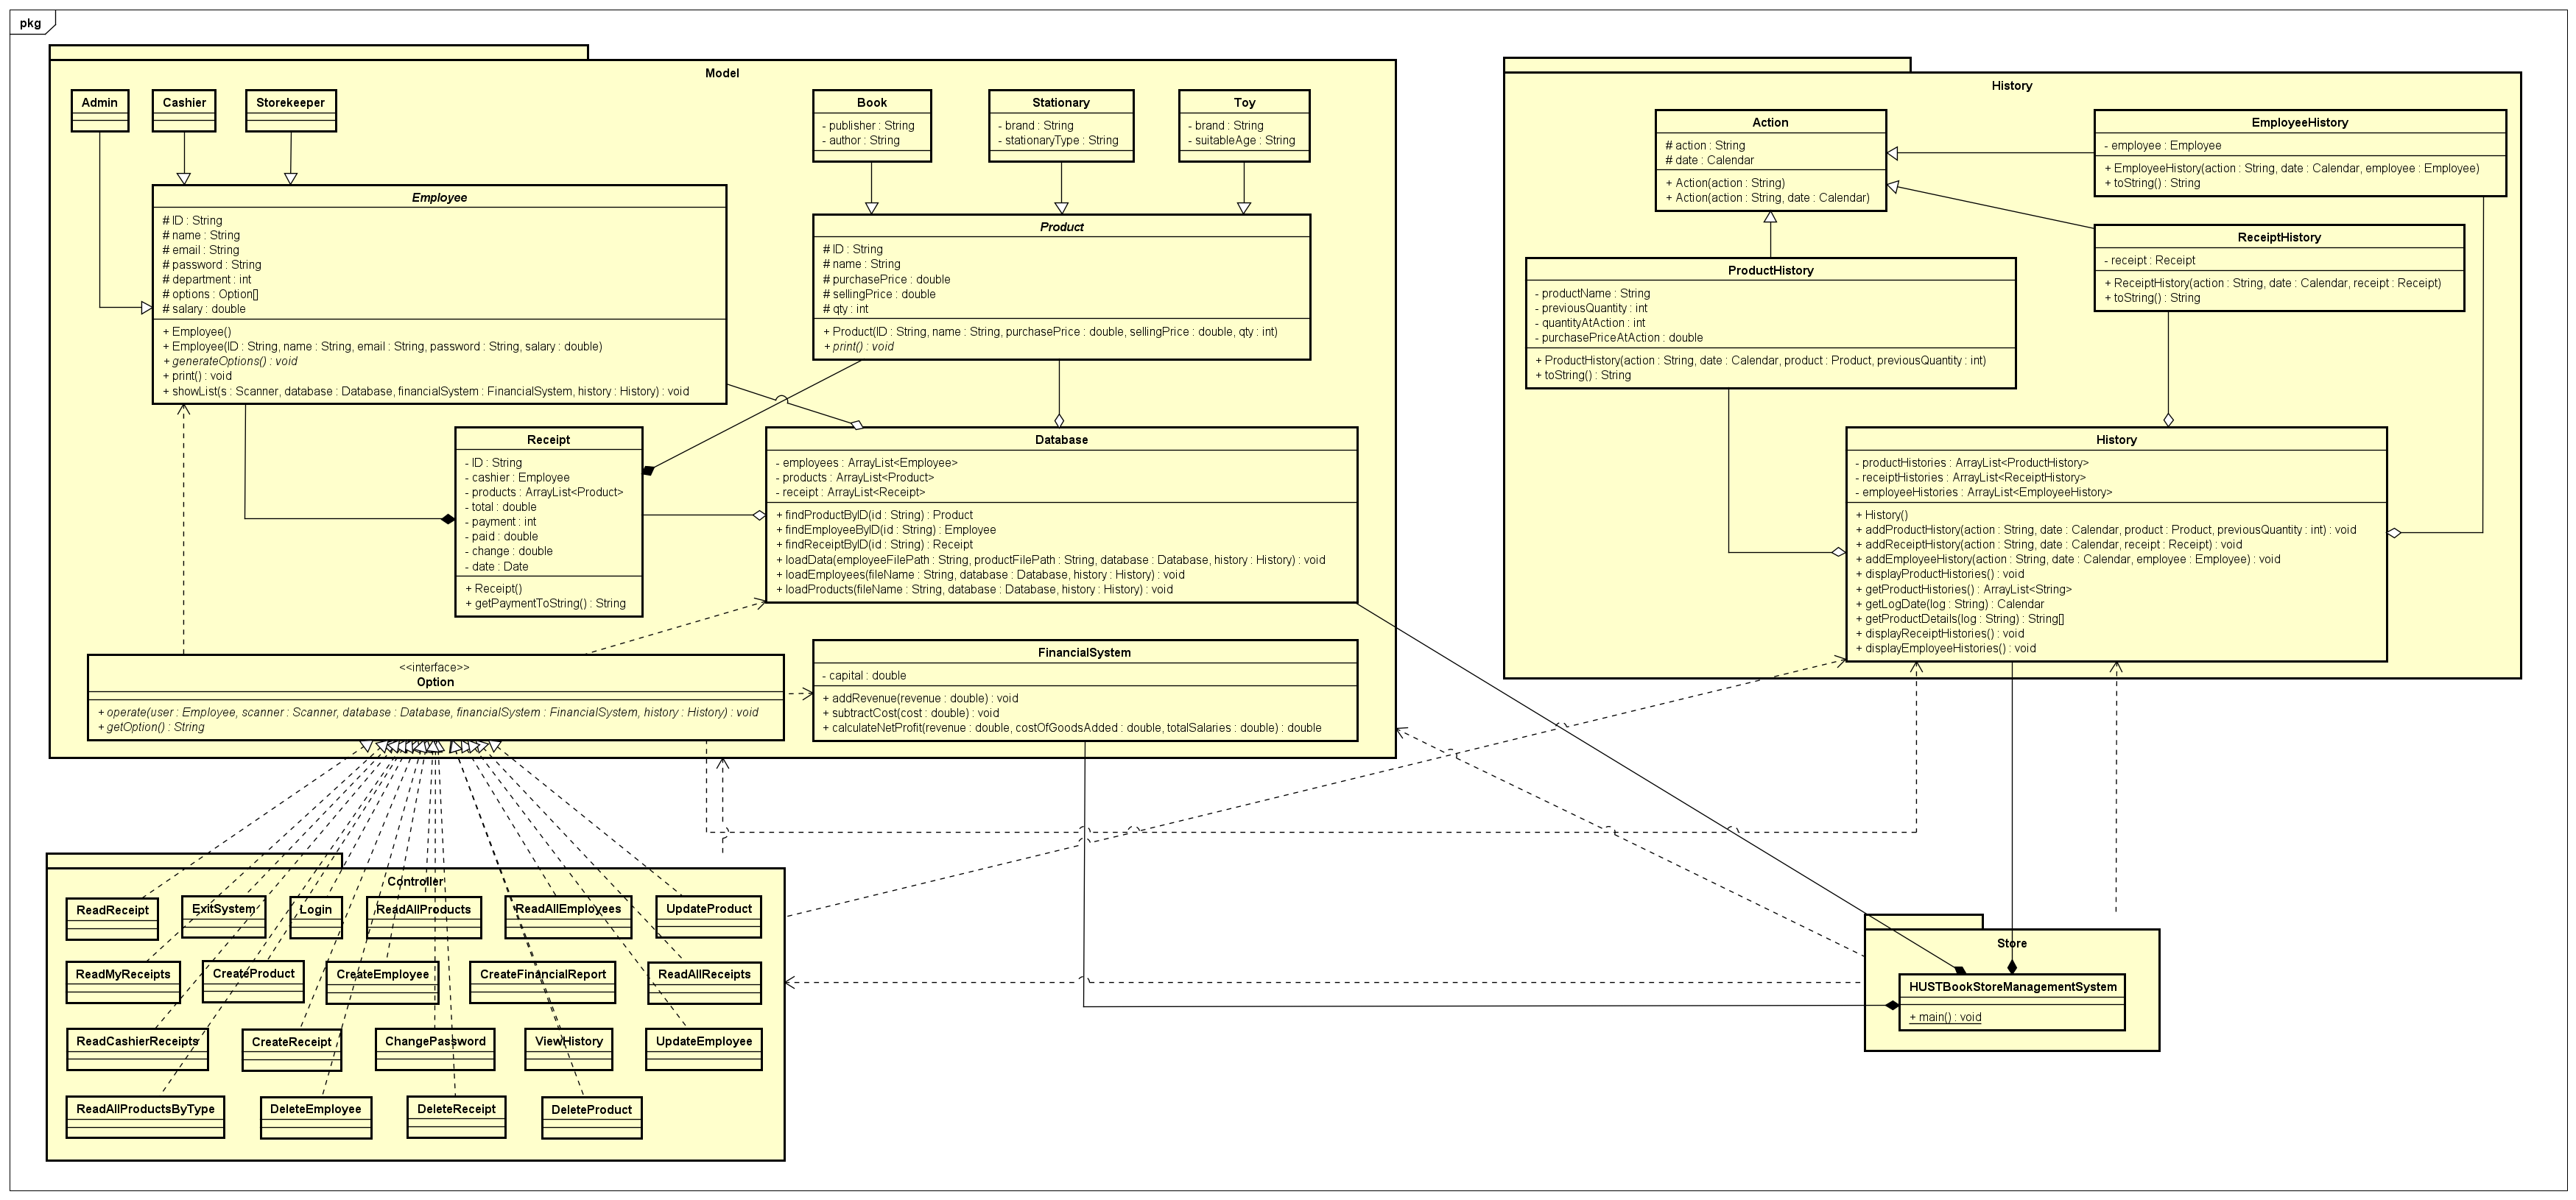 pkg
Model
Admin
Cashier
Storekeeper
Book
- publisher : String
- author : String
Stationary
- brand : String
- stationaryType : String
Toy
- brand : String
- suitableAge : String
Employee
# ID : String
# name : String
# email : String
# password : String
# department : int
# options : Option[]
# salary : double
+ Employee()
+ Employee(ID : String, name : String, email : String, password : String, salary : double)
+ generateOptions() : void
+ print() : void
+ showList(s : Scanner, database : Database, financialSystem : FinancialSystem, history : History) : void
Product
# ID : String
# name : String
# purchasePrice : double
# sellingPrice : double
# qty : int
+ Product(ID : String, name : String, purchasePrice : double, sellingPrice : double, qty : int)
+ print() : void
Receipt
- ID : String
- cashier : Employee
- products : ArrayList<Product>
- total : double
- payment : int
- paid : double
- change : double
- date : Date
+ Receipt()
+ getPaymentToString() : String
Database
- employees : ArrayList<Employee>
- products : ArrayList<Product>
- receipt : ArrayList<Receipt>
+ findProductByID(id : String) : Product
+ findEmployeeByID(id : String) : Employee
+ findReceiptByID(id : String) : Receipt
+ loadData(employeeFilePath : String, productFilePath : String, database : Database, history : History) : void
+ loadEmployees(fileName : String, database : Database, history : History) : void
+ loadProducts(fileName : String, database : Database, history : History) : void
<<interface>>
Option
+ operate(user : Employee, scanner : Scanner, database : Database, financialSystem : FinancialSystem, history : History) : void
+ getOption() : String
FinancialSystem
- capital : double
+ addRevenue(revenue : double) : void
+ subtractCost(cost : double) : void
+ calculateNetProfit(revenue : double, costOfGoodsAdded : double, totalSalaries : double) : double
History
Action
# action : String
# date : Calendar
+ Action(action : String)
+ Action(action : String, date : Calendar)
EmployeeHistory
- employee : Employee
+ EmployeeHistory(action : String, date : Calendar, employee : Employee)
+ toString() : String
ReceiptHistory
- receipt : Receipt
+ ReceiptHistory(action : String, date : Calendar, receipt : Receipt)
+ toString() : String
ProductHistory
- productName : String
- previousQuantity : int
- quantityAtAction : int
- purchasePriceAtAction : double
+ ProductHistory(action : String, date : Calendar, product : Product, previousQuantity : int)
+ toString() : String
History
- productHistories : ArrayList<ProductHistory>
- receiptHistories : ArrayList<ReceiptHistory>
- employeeHistories : ArrayList<EmployeeHistory>
+ History()
+ addProductHistory(action : String, date : Calendar, product : Product, previousQuantity : int) : void
+ addReceiptHistory(action : String, date : Calendar, receipt : Receipt) : void
+ addEmployeeHistory(action : String, date : Calendar, employee : Employee) : void
+ displayProductHistories() : void
+ getProductHistories() : ArrayList<String>
+ getLogDate(log : String) : Calendar
+ getProductDetails(log : String) : String[]
+ displayReceiptHistories() : void
+ displayEmployeeHistories() : void
Controller
ReadReceipt
ExitSystem
Login
ReadAllProducts
ReadAllEmployees
UpdateProduct
ReadMyReceipts
CreateProduct
CreateEmployee
CreateFinancialReport
ReadAllReceipts
ReadCashierReceipts
CreateReceipt
ChangePassword
ViewHistory
UpdateEmployee
ReadAllProductsByType
DeleteEmployee
DeleteReceipt
DeleteProduct
Store
HUSTBookStoreManagementSystem
+ main() : void